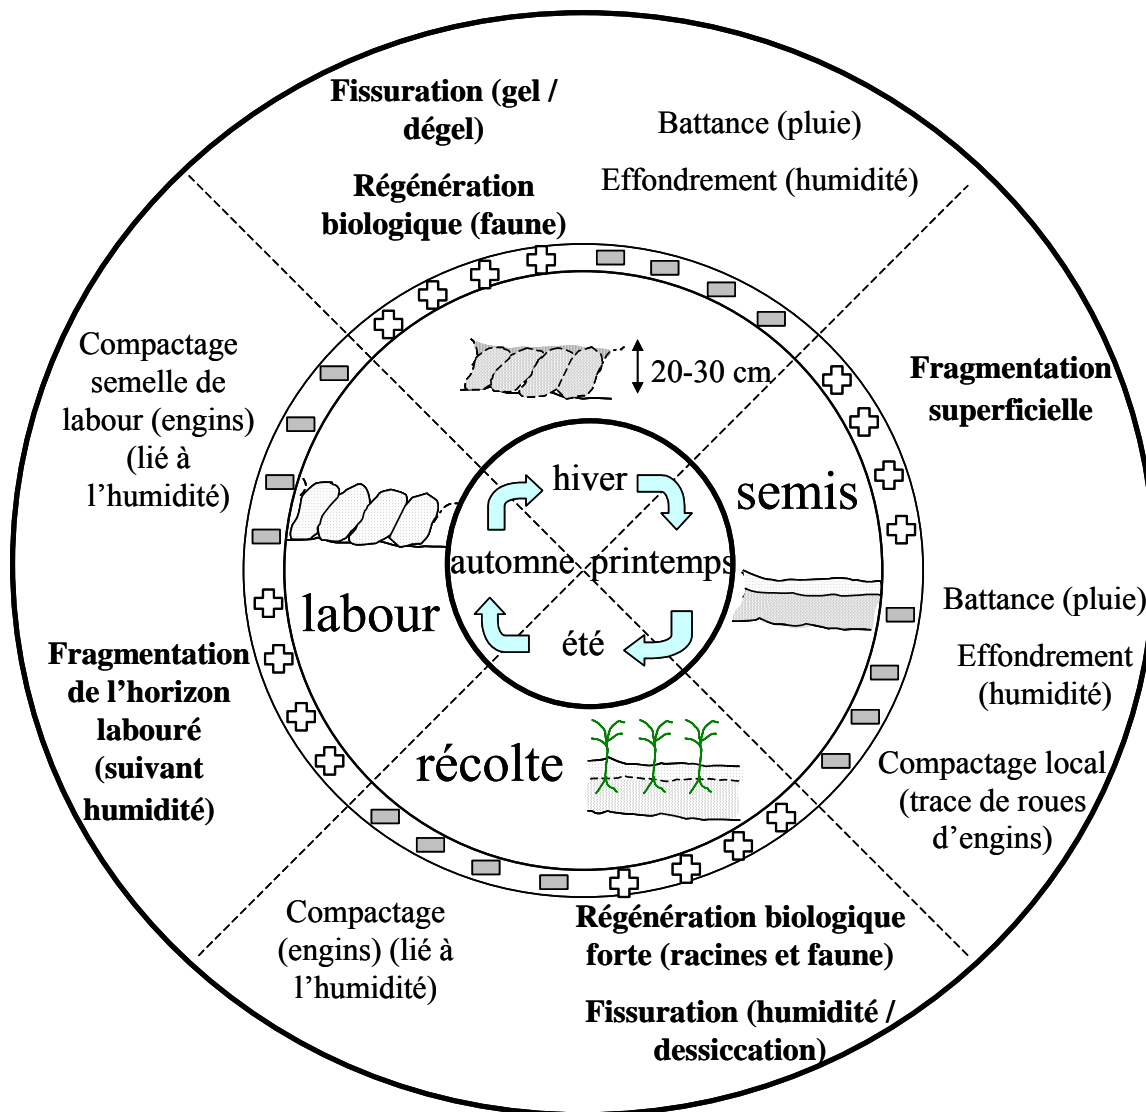 Fissuration (gel /
dégel)
Régénération
biologique (faune)
Battance (pluie)
Effondrement (humidité)
Fragmentation
superficielle
Battance (pluie)
Effondrement
(humidité)
Compactage local
(trace de roues
d’engins)
Régénération biologique
forte (racines et faune)
Fissuration (humidité /
dessiccation)
Compactage
(engins) (lié à
l’humidité)
Fragmentation
de l’horizon
labouré
(suivant
humidité)
Compactage
semelle de
labour (engins)
(lié à
l’humidité)
20-30 cm
semis
récolte
labour
hiver
printemps
été
automne